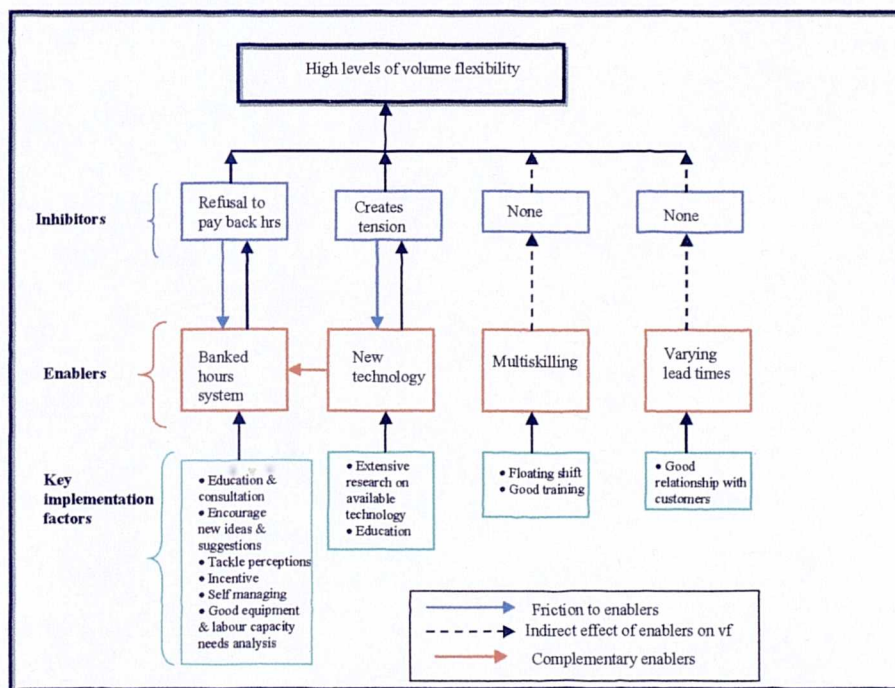 High levels of volume flexibility
Inhibitors
Refusal to
pay back hrs
Creates
tension
None
None
Enablers
Banked
hours
system
New
technology
Multiskilling
Varying
lead times
Key
implementation
factors
• Education &
consultation
• Encourage
new ideas &
suggestions
• Tackle perceptions
• Incentive
• Self managing
• Good equipment
& labour capacity
needs analysis
• Extensive
research on
available
technology
• Education
• Floating shift
• Good training
• Good
relationship with
customers
Friction to enablers
Indirect effect of enablers on vf
Complementary enablers